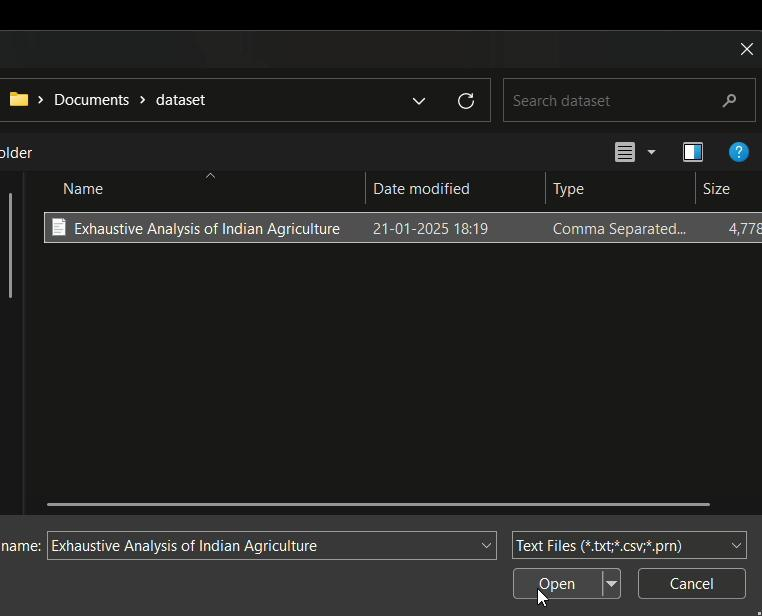 Documents > dataset
Search dataset
older
Name Date modified Type Size
Exhaustive Analysis of Indian Agriculture 21-01-2025 18:19 Comma Separated... 4,778
name: Exhaustive Analysis of Indian Agriculture Text Files (*.txt;*.csv;*.prn)
Open Cancel